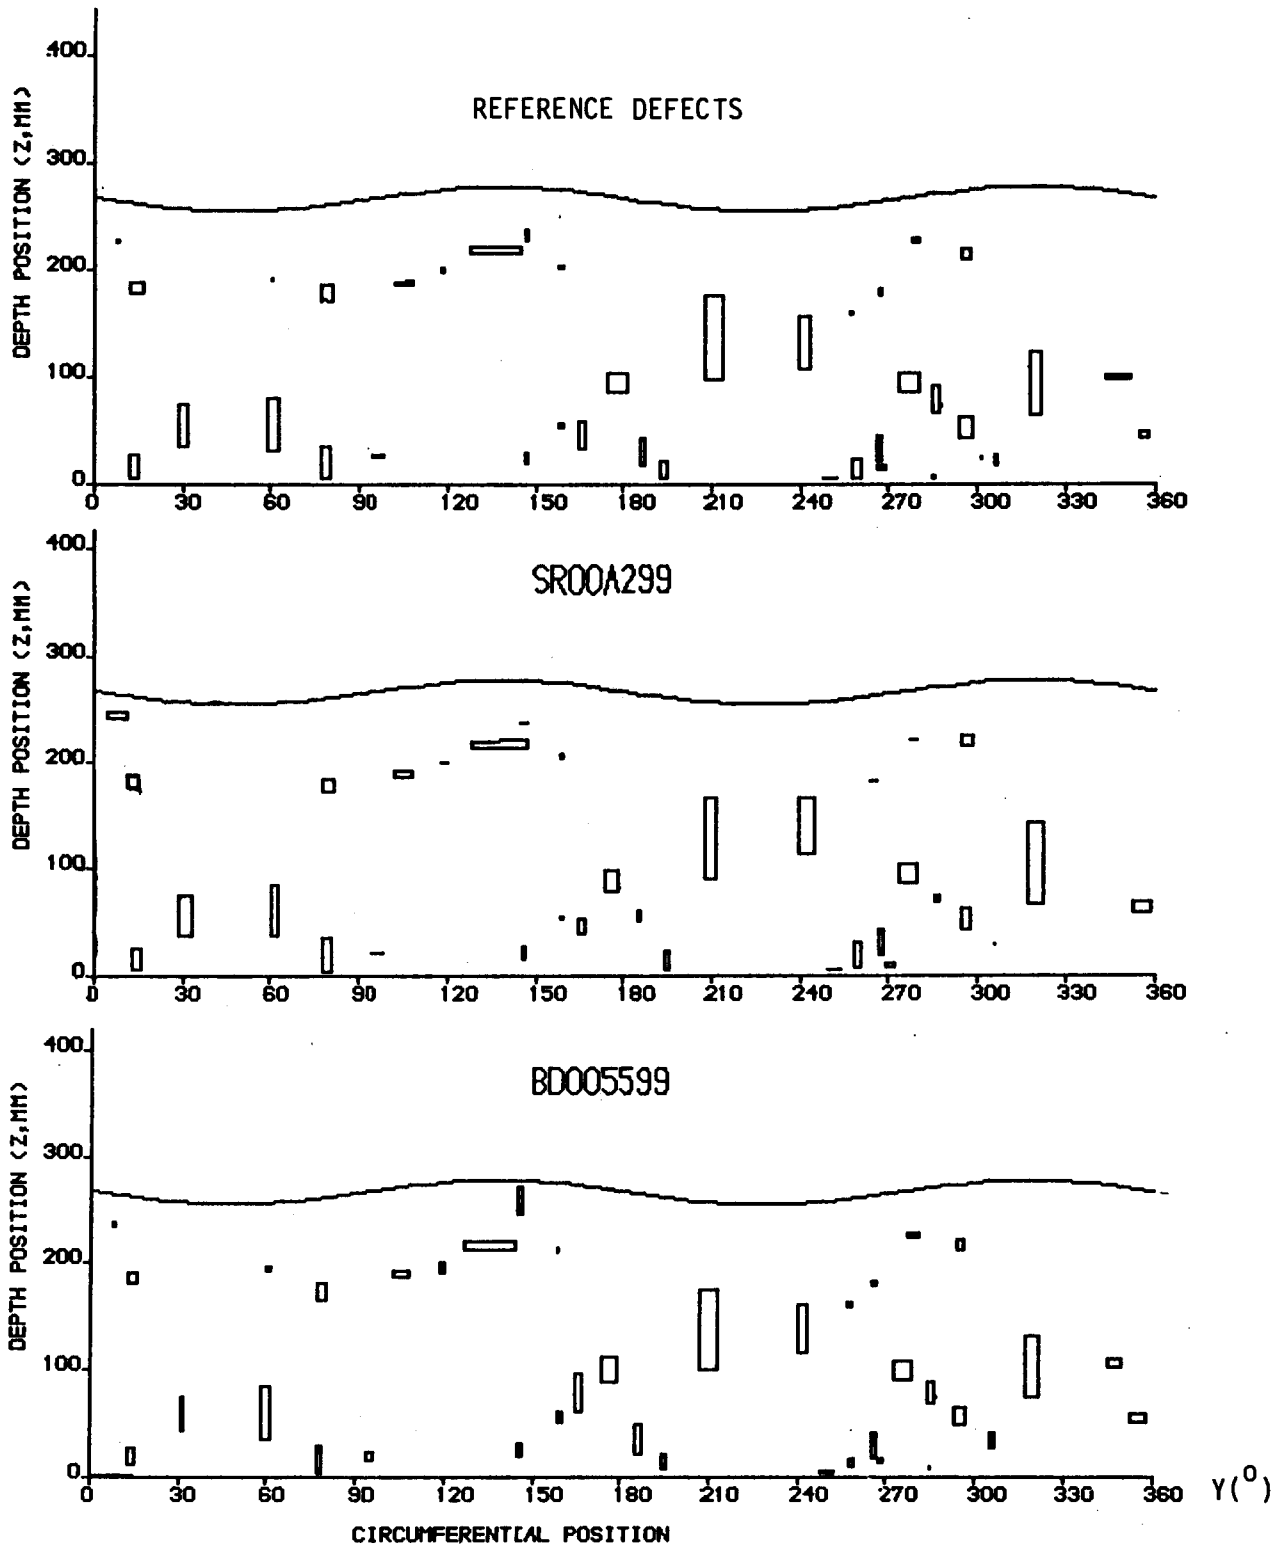 REFERENCE DEFECTS
DEPTH POSITION (Z,MM)
400
300
200
100
0
0 30 60 90 120 150 180 210 240 270 300 330 360
SR00A299
DEPTH POSITION (Z,MM)
400
300
200
100
0
0 30 60 90 120 150 180 210 240 270 300 330 360
BD005599
DEPTH POSITION (Z,MM)
400
300
200
100
0
0 30 60 90 120 150 180 210 240 270 300 330 360 Y(°)
CIRCUMFERENTIAL POSITION